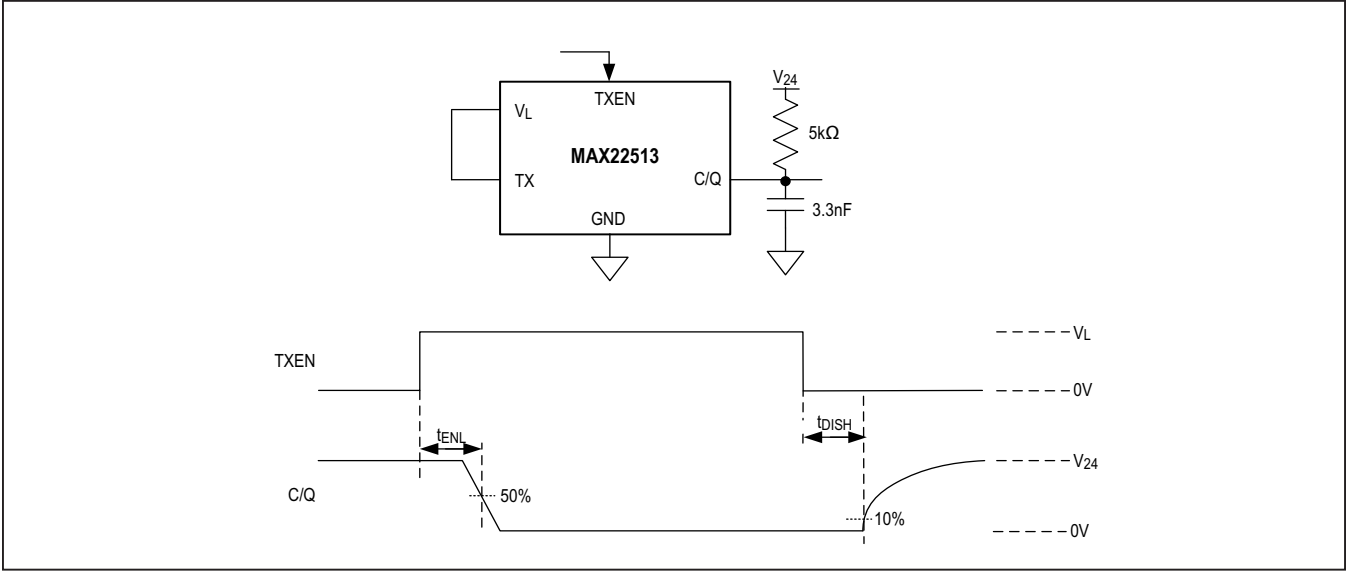 TXEN
V24
VL
5kΩ
MAX22513
TX
C/Q
3.3nF
GND
VL
TXEN
0V
tENL
tDISH
V24
C/Q
50%
10%
0V